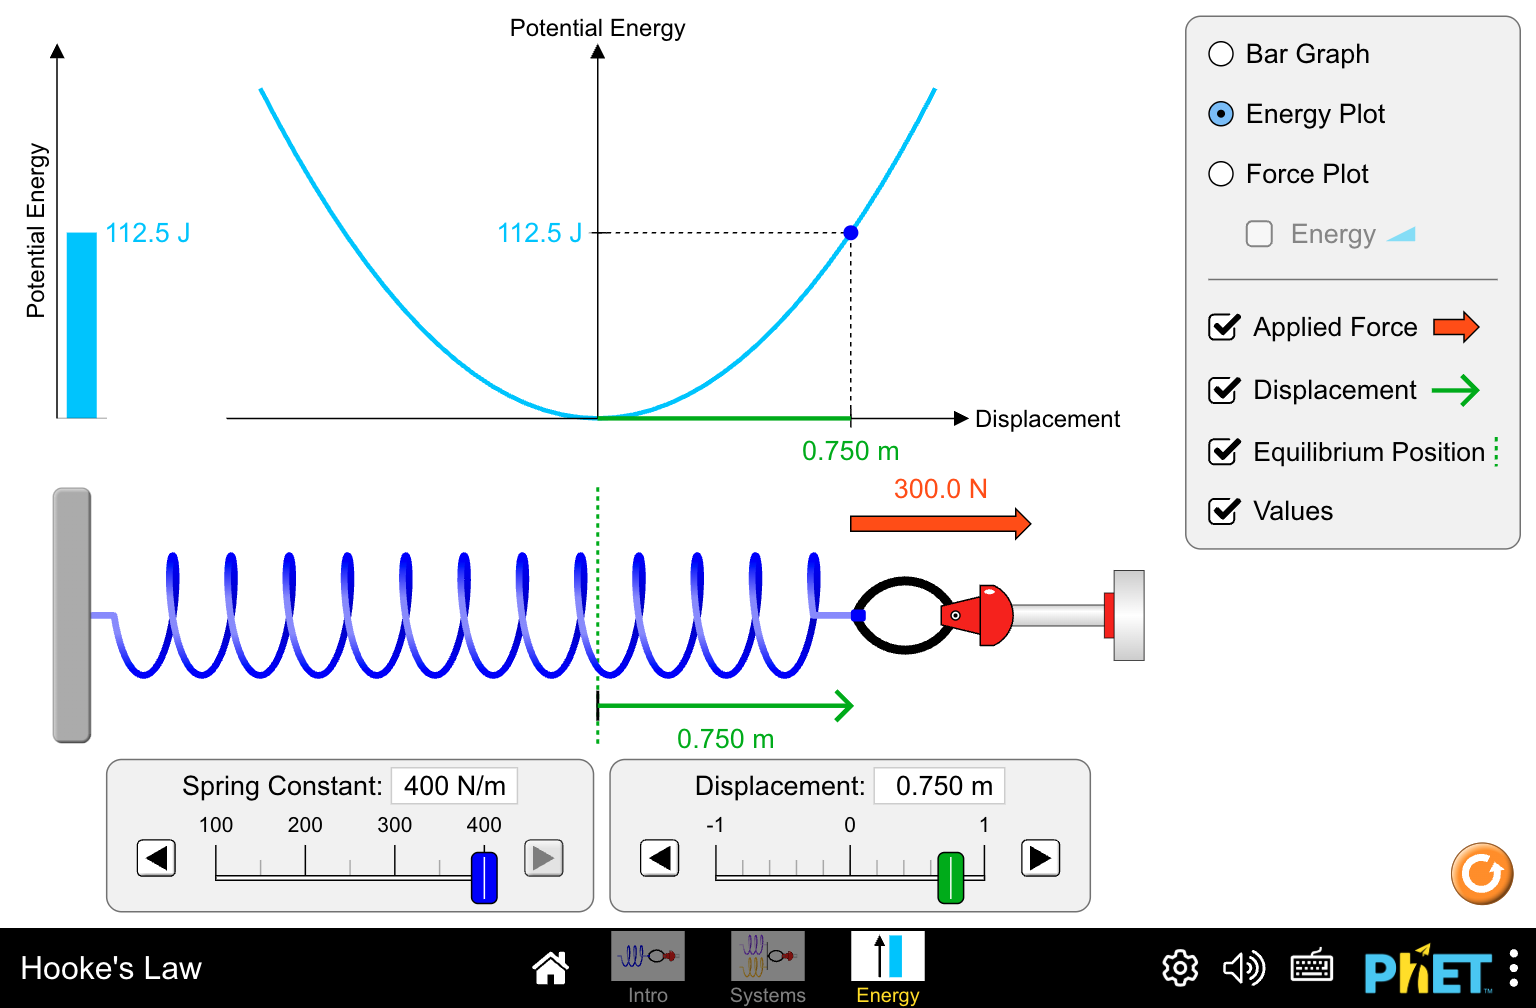 Potential Energy
Potential Energy
112.5 J
112.5 J
Displacement
0.750 m
300.0 N
0.750 m
Bar Graph
Energy Plot
Force Plot
Energy
Applied Force
Displacement
Equilibrium Position
Values
Spring Constant: 400 N/m
100 200 300 400
Displacement: 0.750 m
-1 0 1
Hooke's Law
Intro
Systems
Energy
PhET™